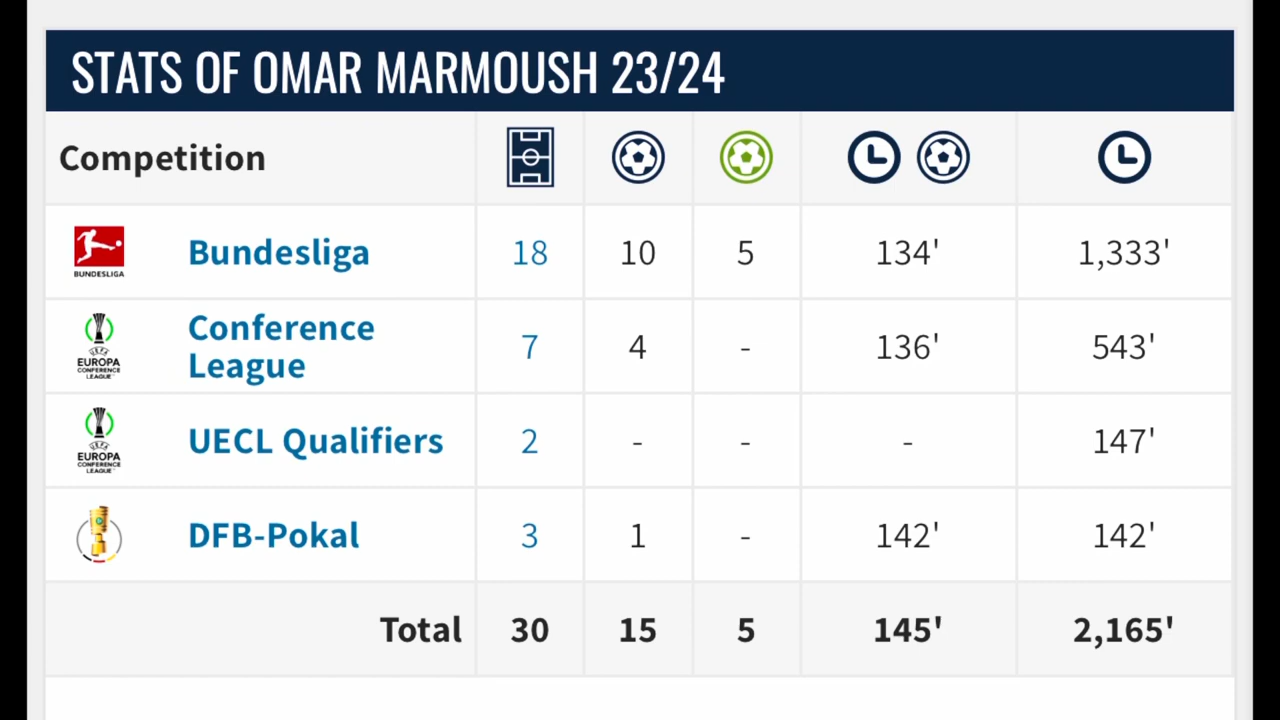 STATS OF OMAR MARMOUSH 23/24
Competition
BUNDESLIGA
Bundesliga 18 10 5 134' 1,333'
UEFA
EUROPA
CONFERENCE
LEAGUE
Conference
League 7 4 - 136' 543'
UEFA
EUROPA
CONFERENCE
LEAGUE
UECL Qualifiers 2 - - - 147'
DFB-Pokal 3 1 - 142' 142'
Total 30 15 5 145' 2,165'